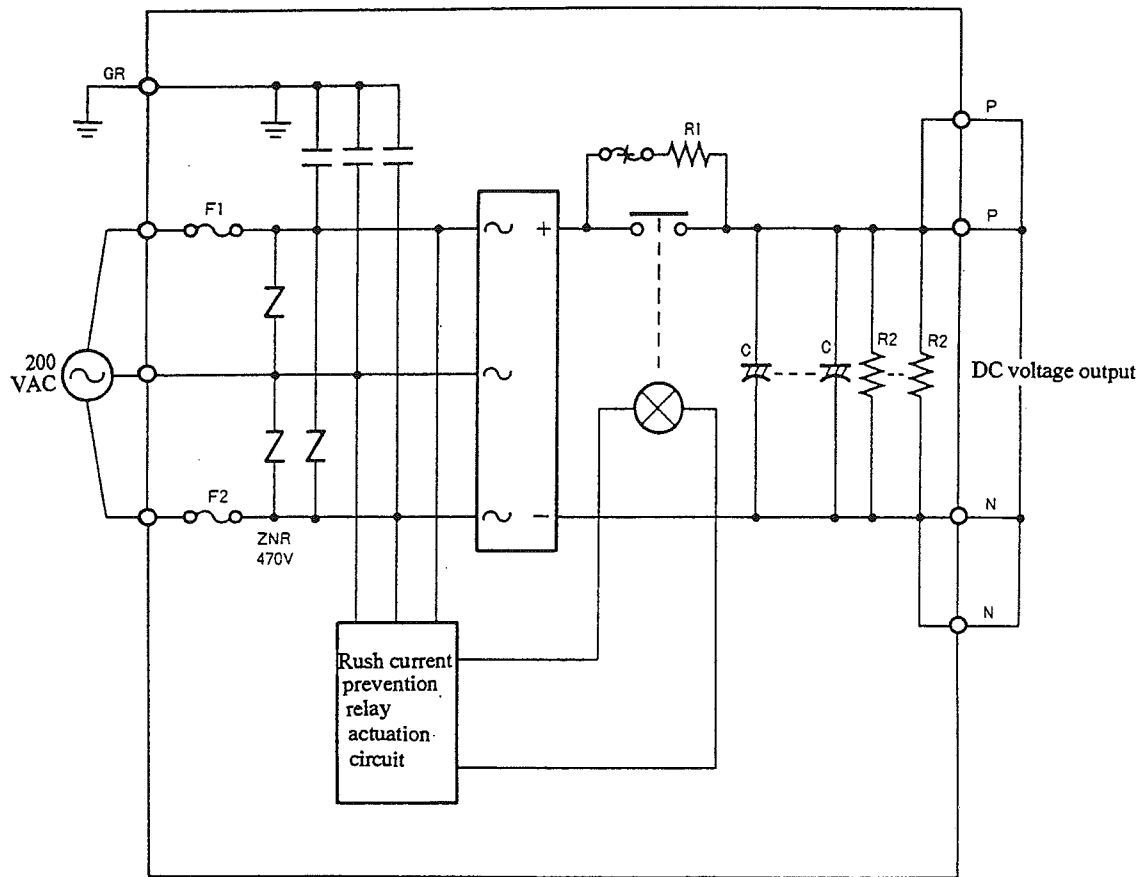 GR
P
R1
F1
P
+
200
VAC
C
C
R2
R2
DC voltage output
F2
−
N
ZNR
470V
N
Rush current
prevention
relay
actuation
circuit